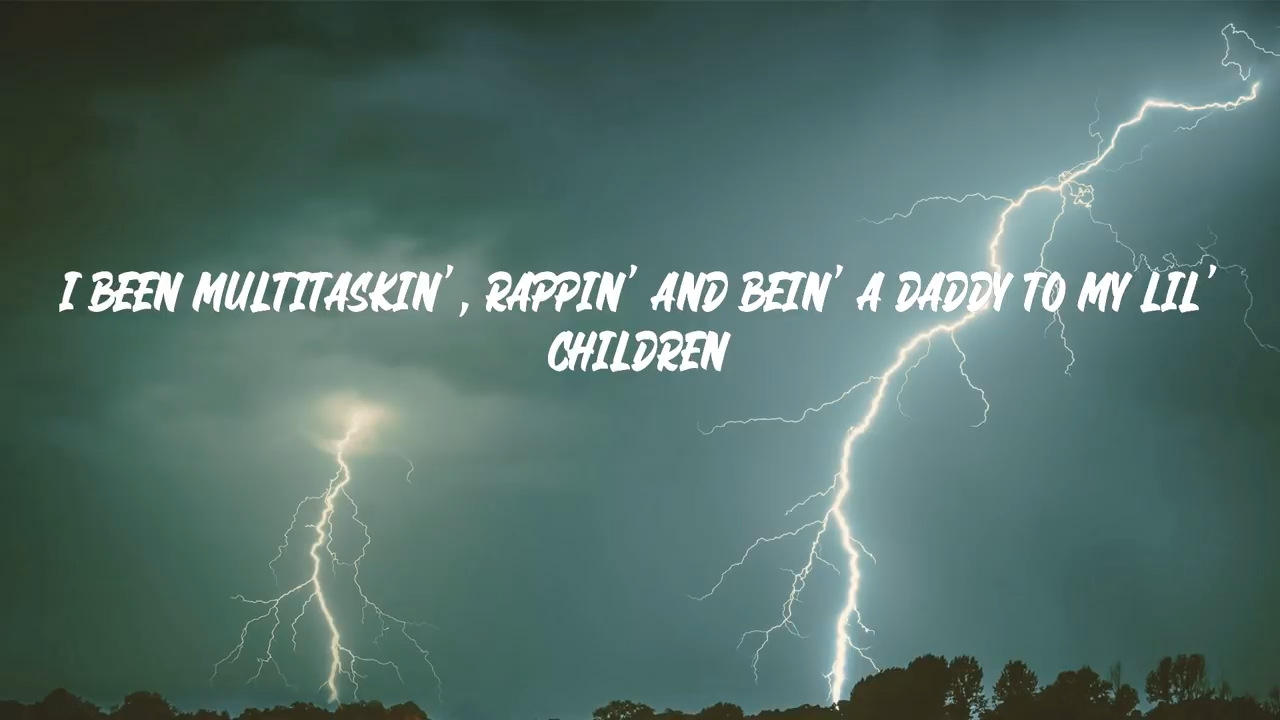 I BEEN MULTITASKIN', RAPPIN' AND BEIN' A DADDY TO MY LIL'
CHILDREN